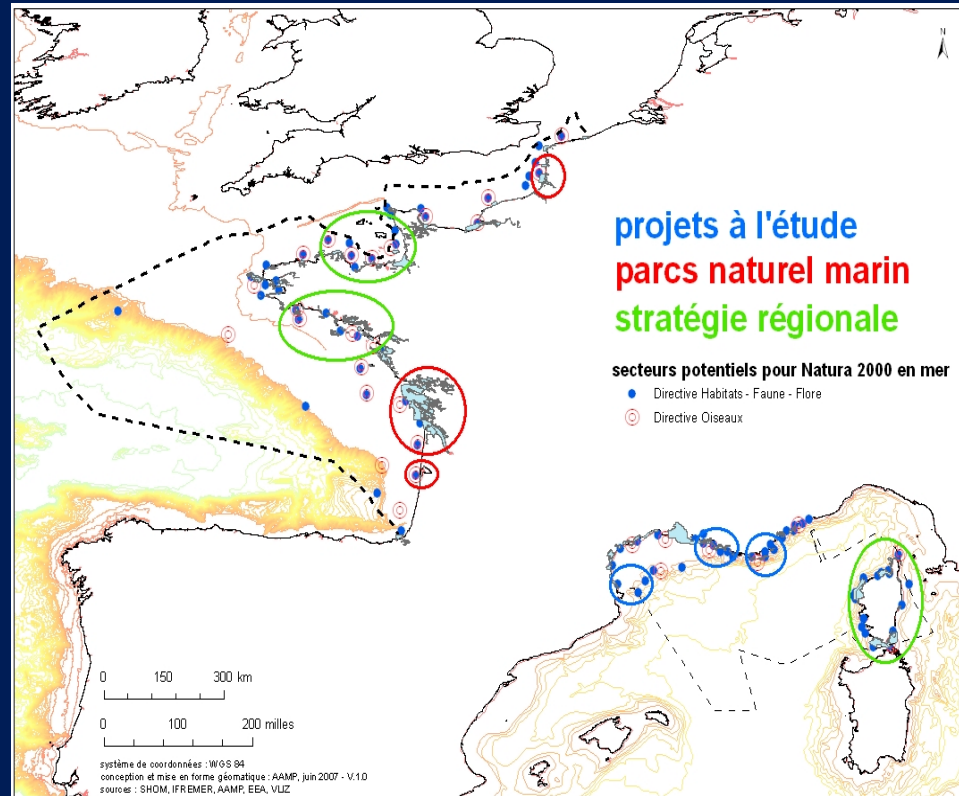 N
projets à l'étude
parcs naturel marin
stratégie régionale
secteurs potentiels pour Natura 2000 en mer
Directive Habitats - Faune - Flore
Directive Oiseaux
0 150 300 km
0 100 200 milles
système de coordonnées : WGS 84
conception et mise en forme géomatique : AAMP, juin 2007 - V.1.0
sources : SHOM, IFREMER, AAMP, EEA, VLIZ